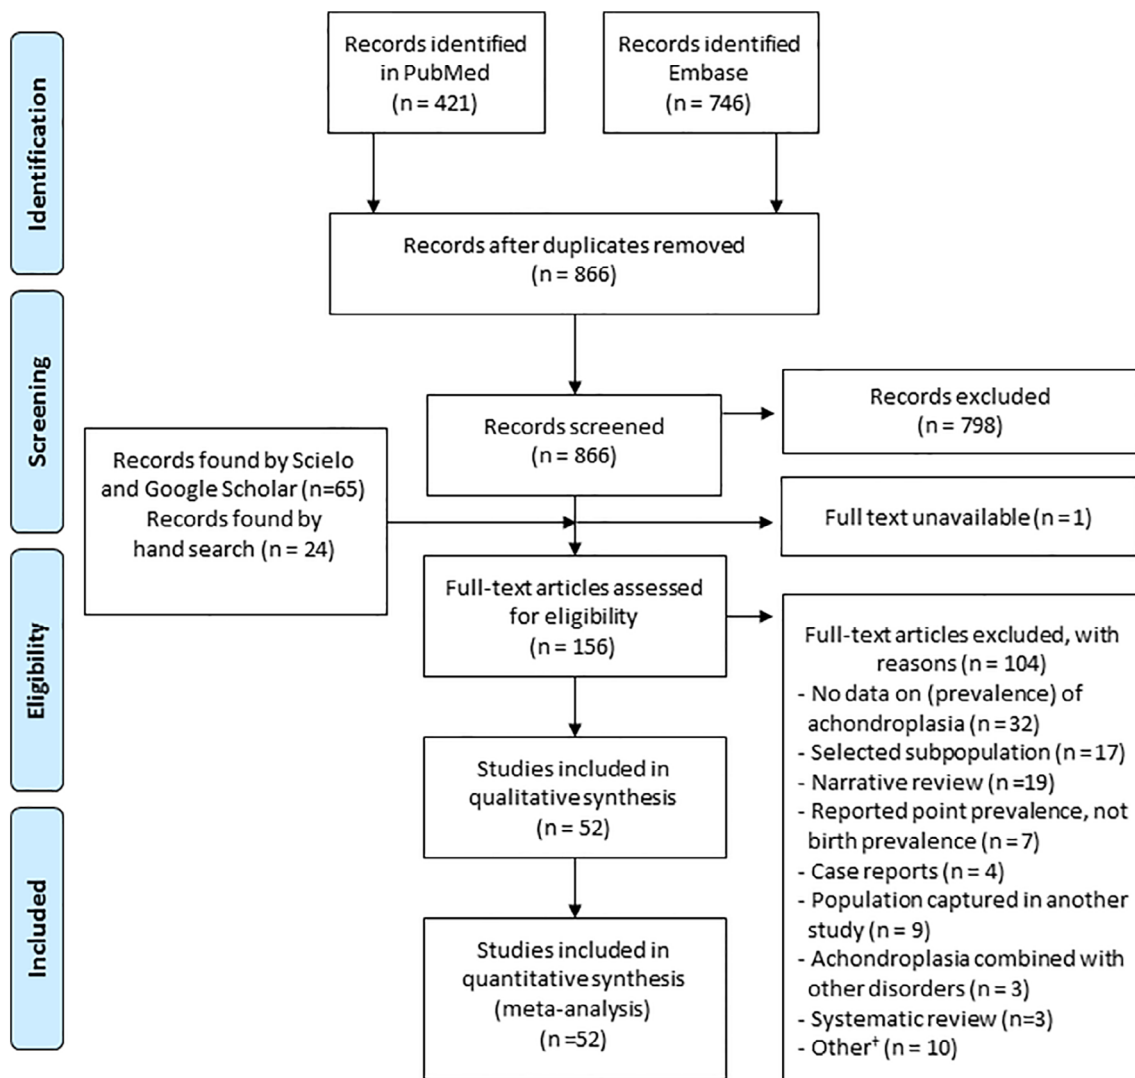 Identification
Records identified
in PubMed
(n = 421)
Records identified
Embase
(n = 746)
Records after duplicates removed
(n = 866)
Screening
Records screened
(n = 866)
Records excluded
(n = 798)
Records found by Scielo
and Google Scholar (n=65)
Records found by
hand search (n = 24)
Full text unavailable (n = 1)
Eligibility
Full-text articles assessed
for eligibility
(n = 156)
Full-text articles excluded, with
reasons (n = 104)
- No data on (prevalence) of
achondroplasia (n = 32)
- Selected subpopulation (n = 17)
- Narrative review (n =19)
- Reported point prevalence, not
birth prevalence (n = 7)
- Case reports (n = 4)
- Population captured in another
study (n = 9)
- Achondroplasia combined with
other disorders (n = 3)
- Systematic review (n=3)
- Other† (n = 10)
Studies included in
qualitative synthesis
(n = 52)
Included
Studies included in
quantitative synthesis
(meta-analysis)
(n =52)